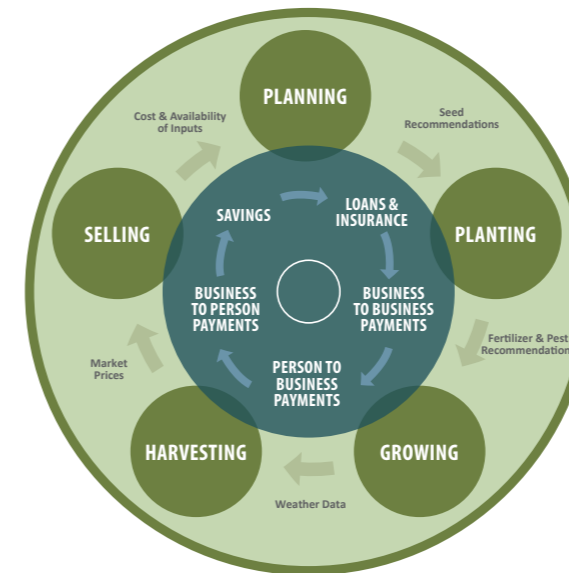 PLANNING
Cost & Availability
of Inputs
Seed
Recommendations
SAVINGS
LOANS &
INSURANCE
SELLING
PLANTING
BUSINESS
TO PERSON
PAYMENTS
BUSINESS
TO BUSINESS
PAYMENTS
Fertilizer & Pest
Recommendation
Market
Prices
PERSON TO
BUSINESS
PAYMENTS
HARVESTING
GROWING
Weather Data